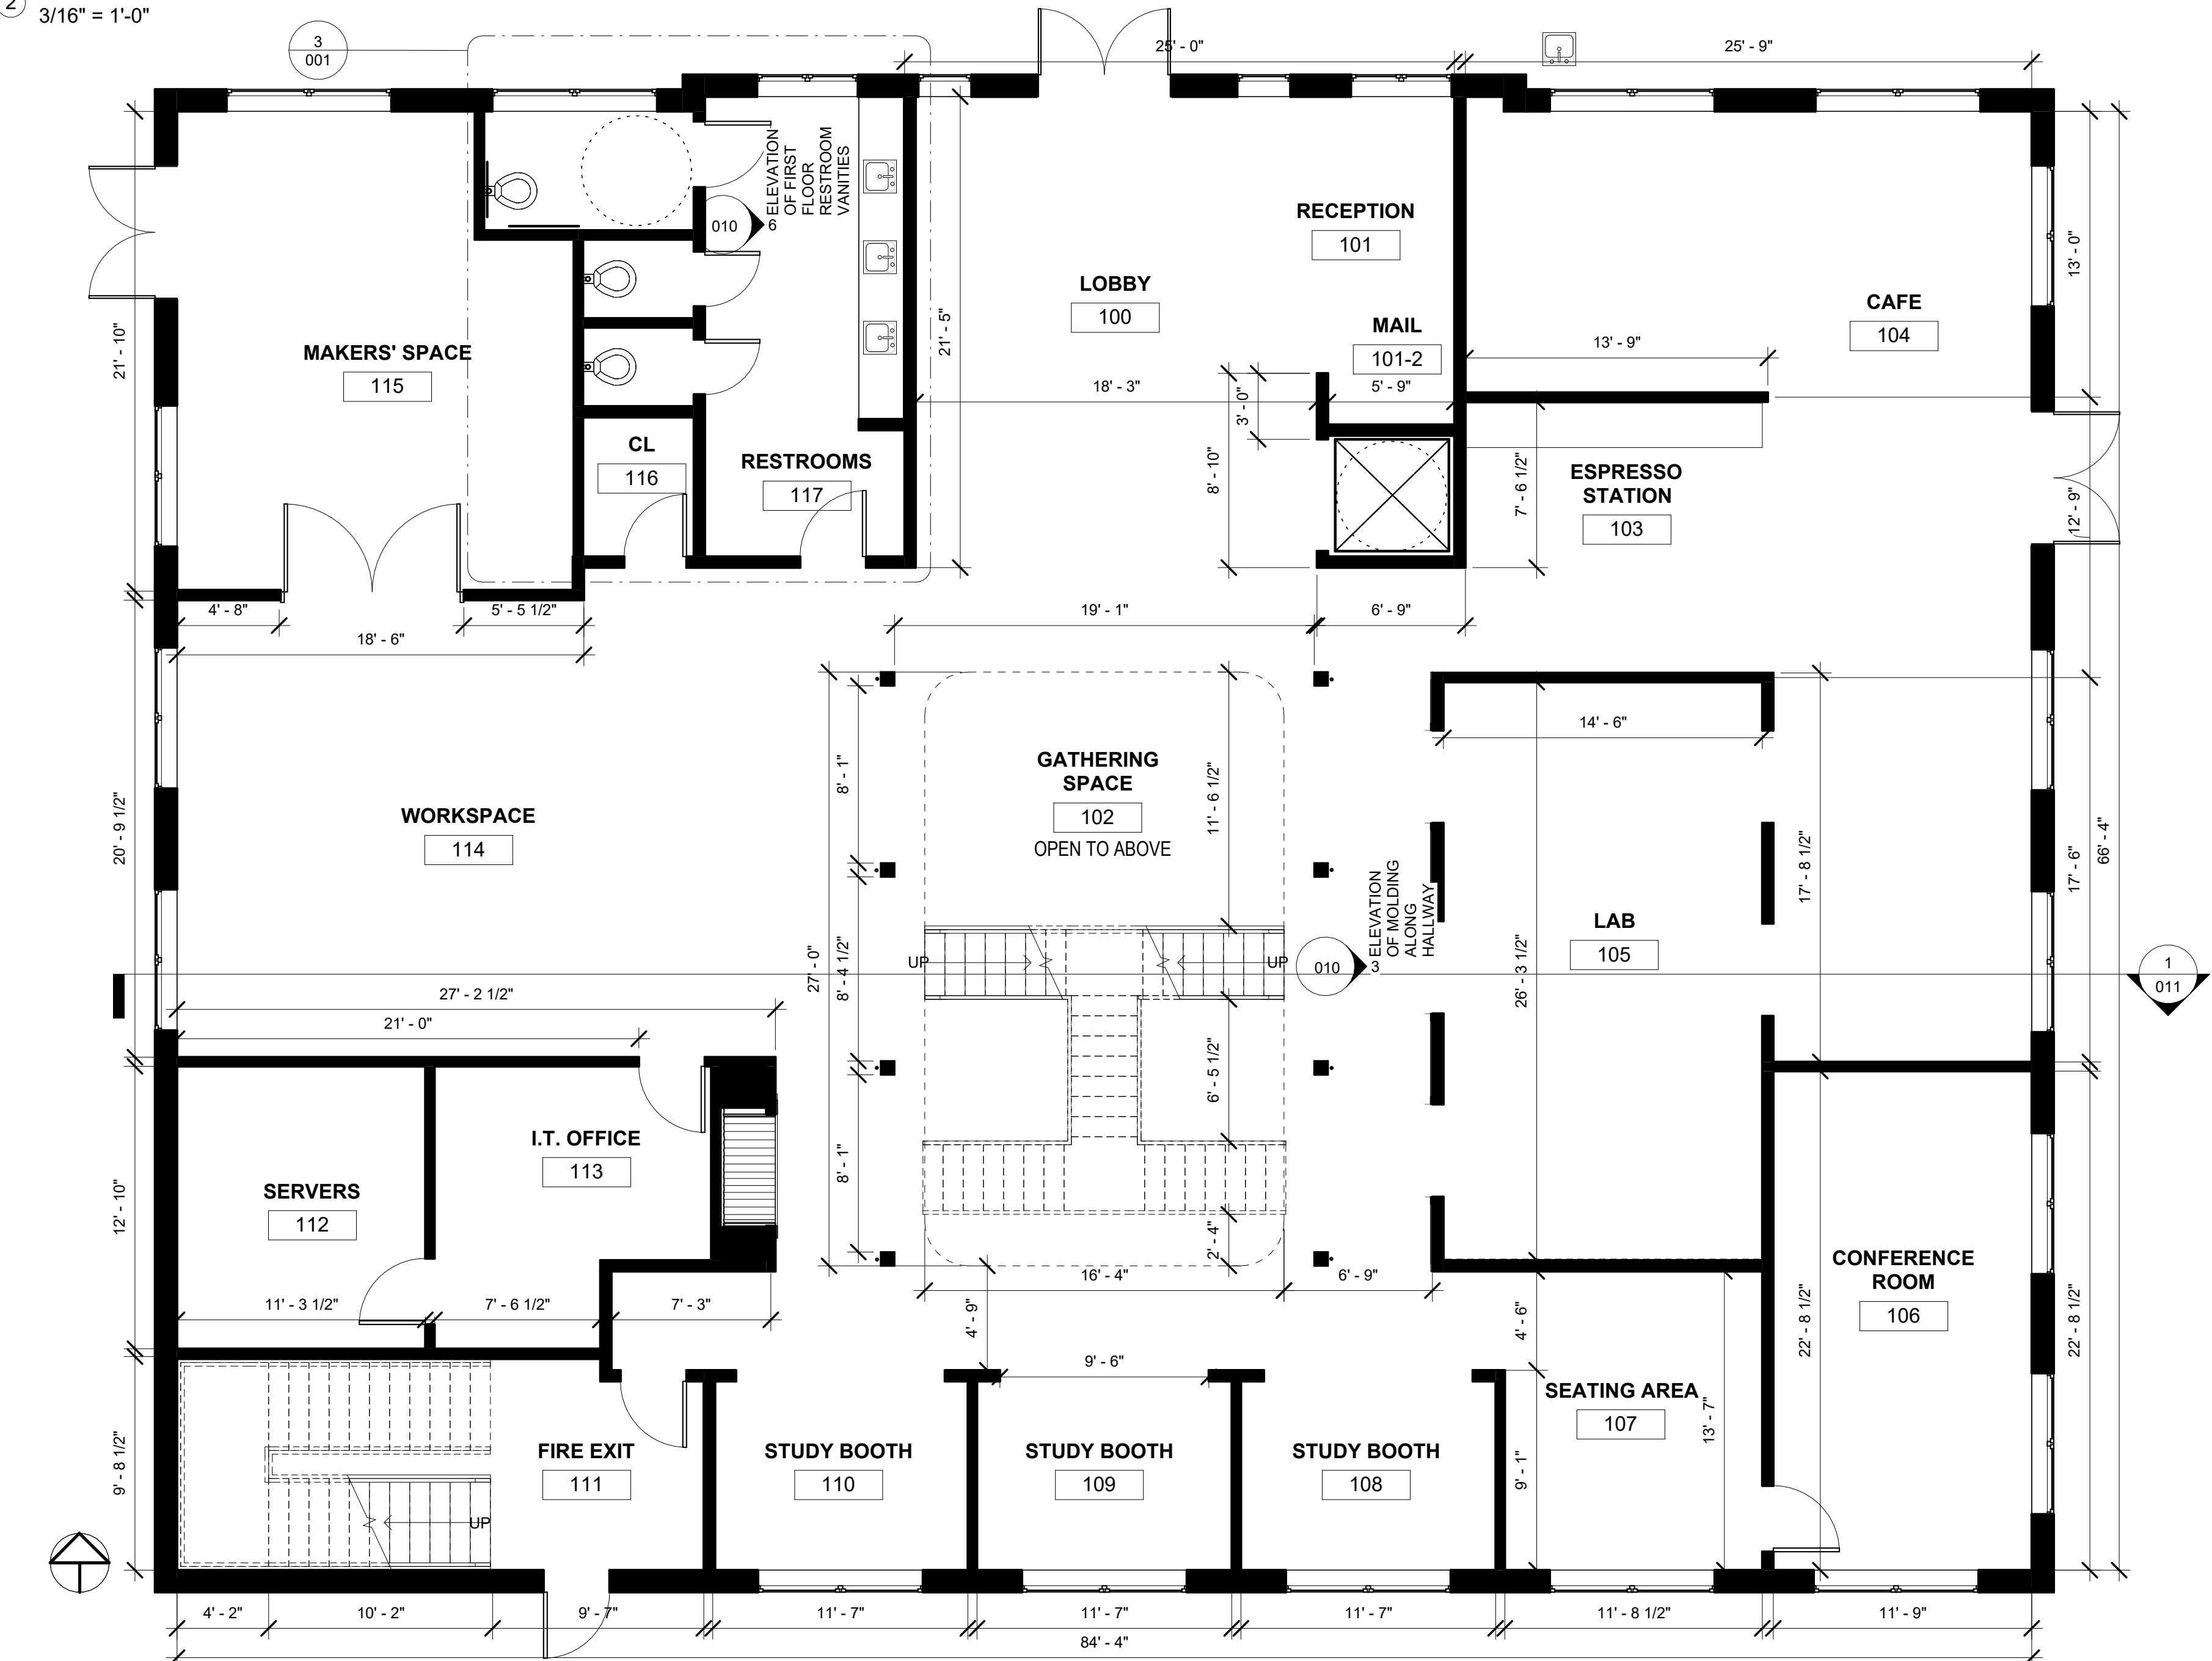 2
3/16" = 1'-0"
3
001
25' - 0"
25' - 9"
ELEVATION
OF FIRST
FLOOR
RESTROOM
VANITIES
010
6
RECEPTION
101
LOBBY
100
MAIL
101-2
CAFE
104
13' - 0"
13' - 9"
MAKERS' SPACE
115
21' - 10"
21' - 5"
18' - 3"
3' - 0"
5' - 9"
CL
116
RESTROOMS
117
8' - 10"
7' - 6 1/2"
ESPRESSO
STATION
103
12' - 9"
4' - 8"
5' - 5 1/2"
18' - 6"
19' - 1"
6' - 9"
14' - 6"
GATHERING
SPACE
102
OPEN TO ABOVE
8' - 1"
11' - 6 1/2"
WORKSPACE
114
20' - 9 1/2"
ELEVATION
OF MOLDING
ALONG
HALLWAY
17' - 8 1/2"
17' - 6"
66' - 4"
LAB
105
27' - 0"
8' - 4 1/2"
UP
UP
010
3
26' - 3 1/2"
1
011
27' - 2 1/2"
21' - 0"
6' - 5 1/2"
I.T. OFFICE
113
8' - 1"
SERVERS
112
12' - 10"
2' - 4"
CONFERENCE
ROOM
106
16' - 4"
6' - 9"
11' - 3 1/2"
7' - 6 1/2"
7' - 3"
4' - 9"
4' - 6"
22' - 8 1/2"
22' - 8 1/2"
9' - 6"
SEATING AREA
107
13' - 7"
9' - 8 1/2"
FIRE EXIT
111
STUDY BOOTH
110
STUDY BOOTH
109
STUDY BOOTH
108
9' - 1"
UP
4' - 2"
10' - 2"
9' - 7"
11' - 7"
11' - 7"
11' - 7"
11' - 8 1/2"
11' - 9"
84' - 4"